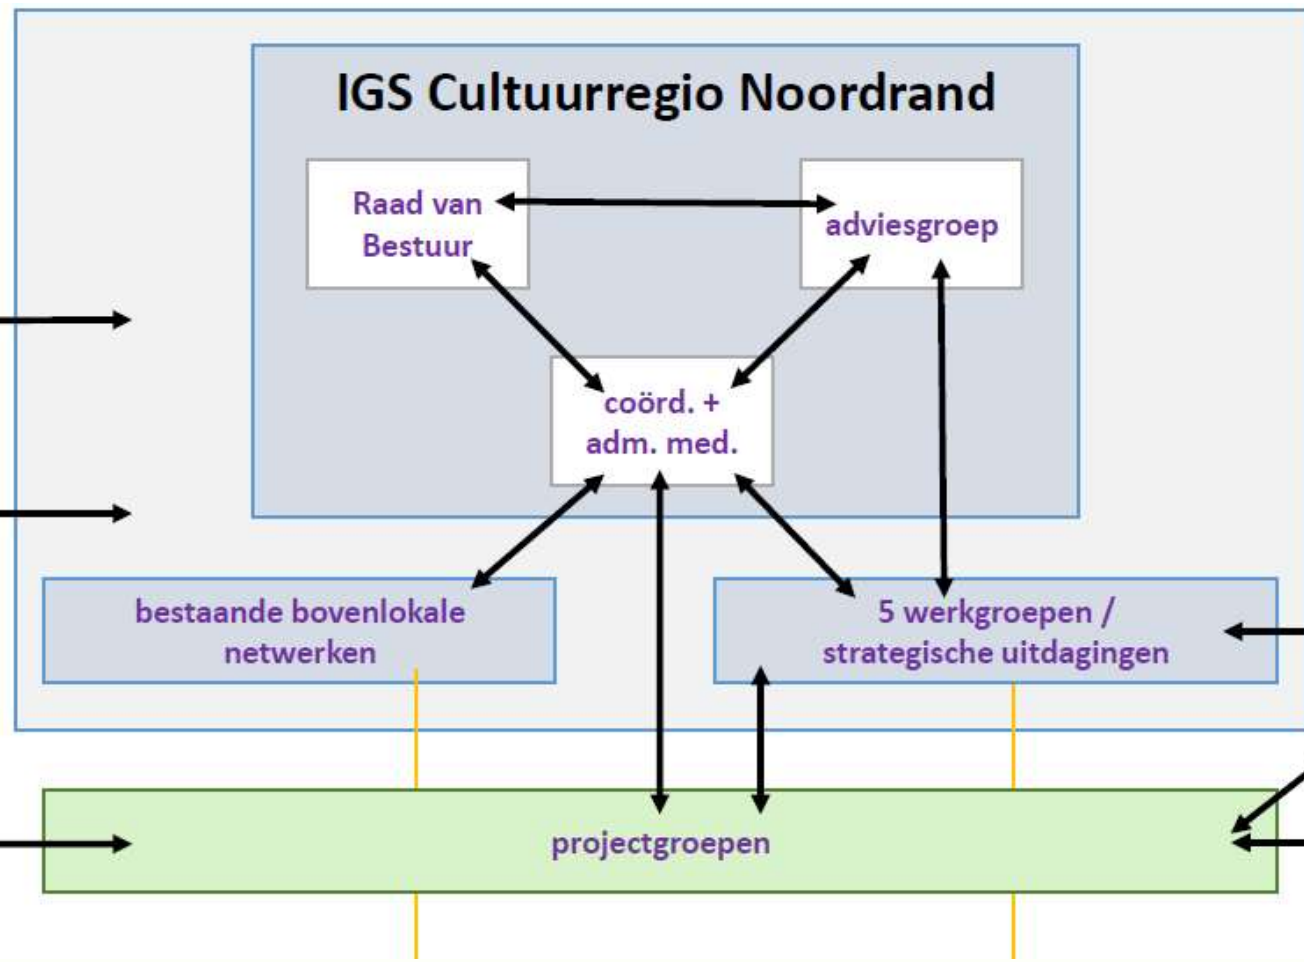 IGS Cultuurregio Noordrand
Raad van
Bestuur
adviesgroep
coörd. +
adm. med.
bestaande bovenlokale
netwerken
5 werkgroepen /
strategische uitdagingen
projectgroepen